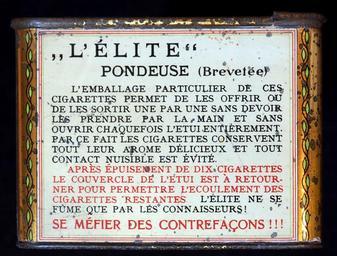 „L'ÉLITE“
PONDEUSE (Brevetée)
L'EMBALLAGE PARTICULIER DE CES
CIGARETTES PERMET DE LES OFFRIR OU
DE LES SORTIR UNE PAR UNE SANS DEVOIR
LES PRENDRE PAR LA MAIN ET SANS
OUVRIR CHAQUEFOIS L'ETUI ENTIÈREMENT.
PAR ÇE FAIT LES CIGARETTES CONSERVENT
TOUT LEUR AROME DÉLICIEUX ET TOUT
CONTACT NUISIBLE EST ÉVITÉ.
APRÈS ÉPUISEMENT DE DIX CIGARETTES
LE COUVERCLE DE L'ÉTUI EST A RETOUR-
NER POUR PERMETTRE L'ECOULEMENT DES
CIGARETTES RESTANTES L'ÉLITE NE SE
FUME QUE PAR LES CONNAISSEURS!
SE MÉFIER DES CONTREFAÇONS!!!